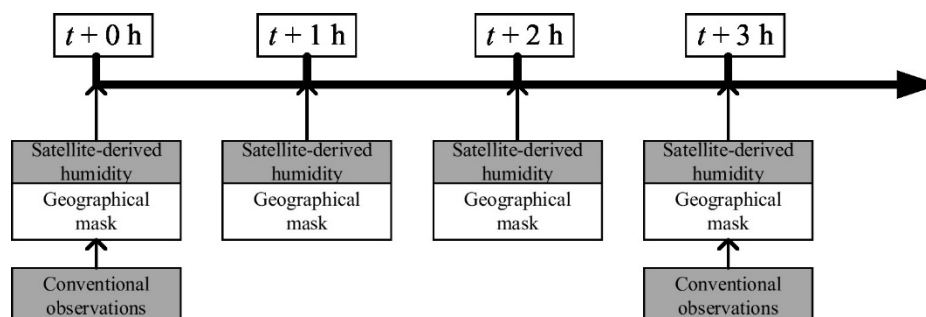 t + 0 h
t + 1 h
t + 2 h
t + 3 h
Satellite-derived
humidity
Geographical
mask
Satellite-derived
humidity
Geographical
mask
Satellite-derived
humidity
Geographical
mask
Satellite-derived
humidity
Geographical
mask
Conventional
observations
Conventional
observations